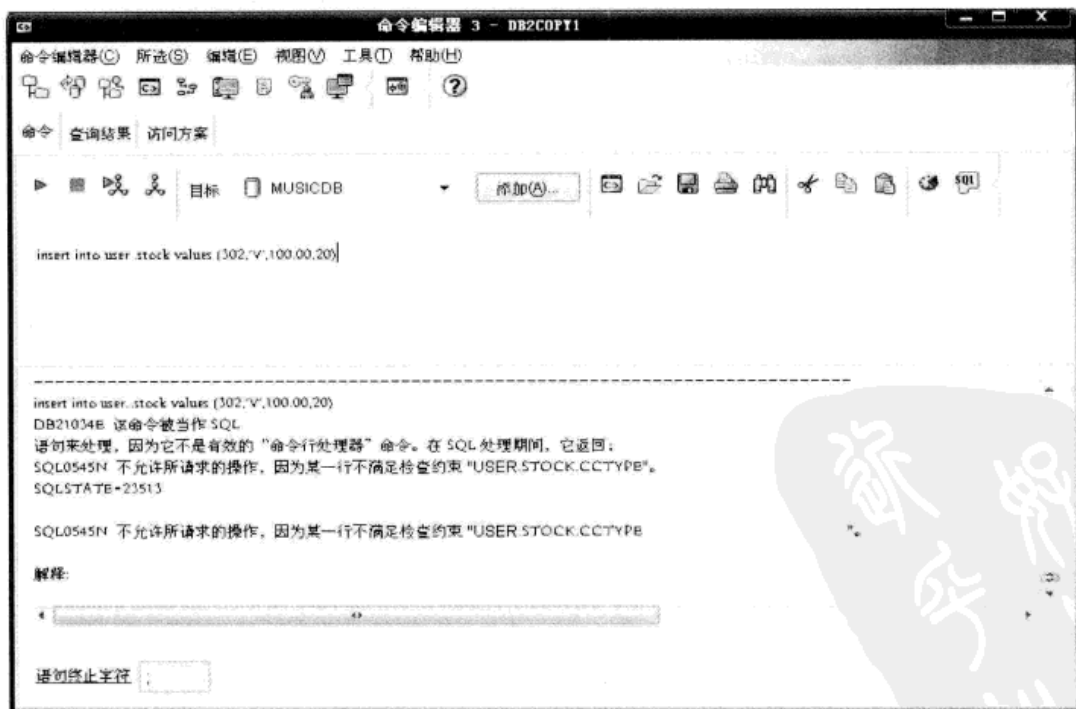 命令编辑器 3 - DB2COPY1
命令编辑器(C) 所选(S) 编辑(E) 视图(V) 工具(T) 帮助(H)
命令 查询结果 访问方案
目标 MUSICDB 添加(A)... SQL
insert into user .stock values (302,'V',100.00,20)
insert into user. stock values (302,'V',100.00,20)
DB21034E 该命令被当作 SQL
语句来处理，因为它不是有效的“命令行处理器”命令。在 SQL 处理期间，它返回：
SQL0545N 不允许所请求的操作，因为某一行不满足检查约束 "USER.STOCK.CCTYPE"。
SQLSTATE=23513
SQL0545N 不允许所请求的操作，因为某一行不满足检查约束 "USER.STOCK.CCTYPE
"。
解释:
语句终止字符 ;